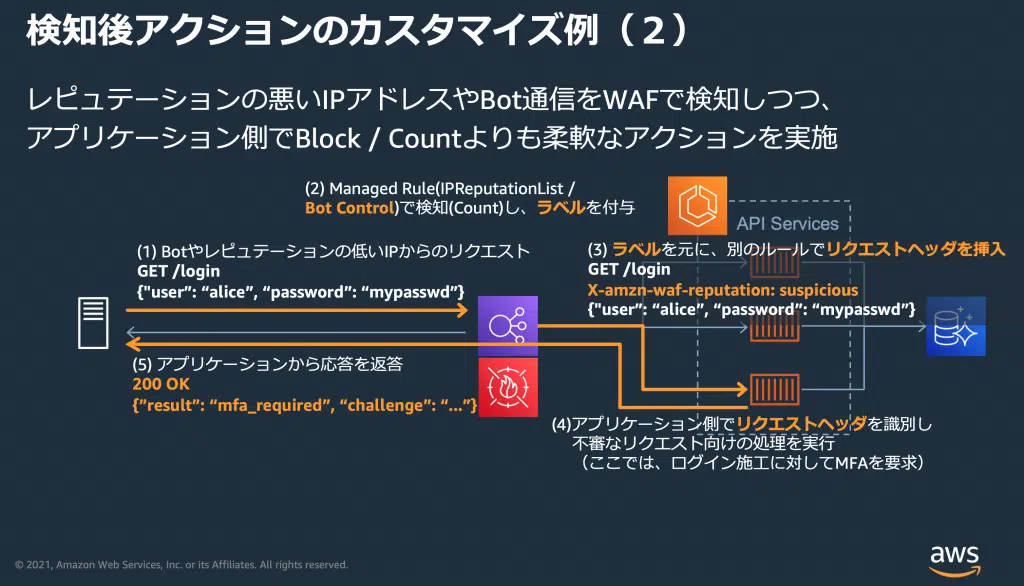 検知後アクションのカスタマイズ例（２）
レピュテーションの悪いIPアドレスやBot通信をWAFで検知しつつ、
アプリケーション側でBlock / Countよりも柔軟なアクションを実施
(2) Managed Rule(IPReputationList /
Bot Control)で検知(Count)し、ラベルを付与
API Services
(1) Botやレピュテーションの低いIPからのリクエスト
GET /login
{"user": “alice”, “password”: “mypasswd”}
(3) ラベルを元に、別のルールでリクエストヘッダを挿入
GET /login
X-amzn-waf-reputation: suspicious
{"user": “alice”, “password”: “mypasswd”}
(5) アプリケーションから応答を返答
200 OK
{”result”: “mfa_required”, “challenge”: “...”}
(4)アプリケーション側でリクエストヘッダを識別し
不審なリクエスト向けの処理を実行
（ここでは、ログイン施工に対してMFAを要求）
© 2021, Amazon Web Services, Inc. or its Affiliates. All rights reserved.
aws